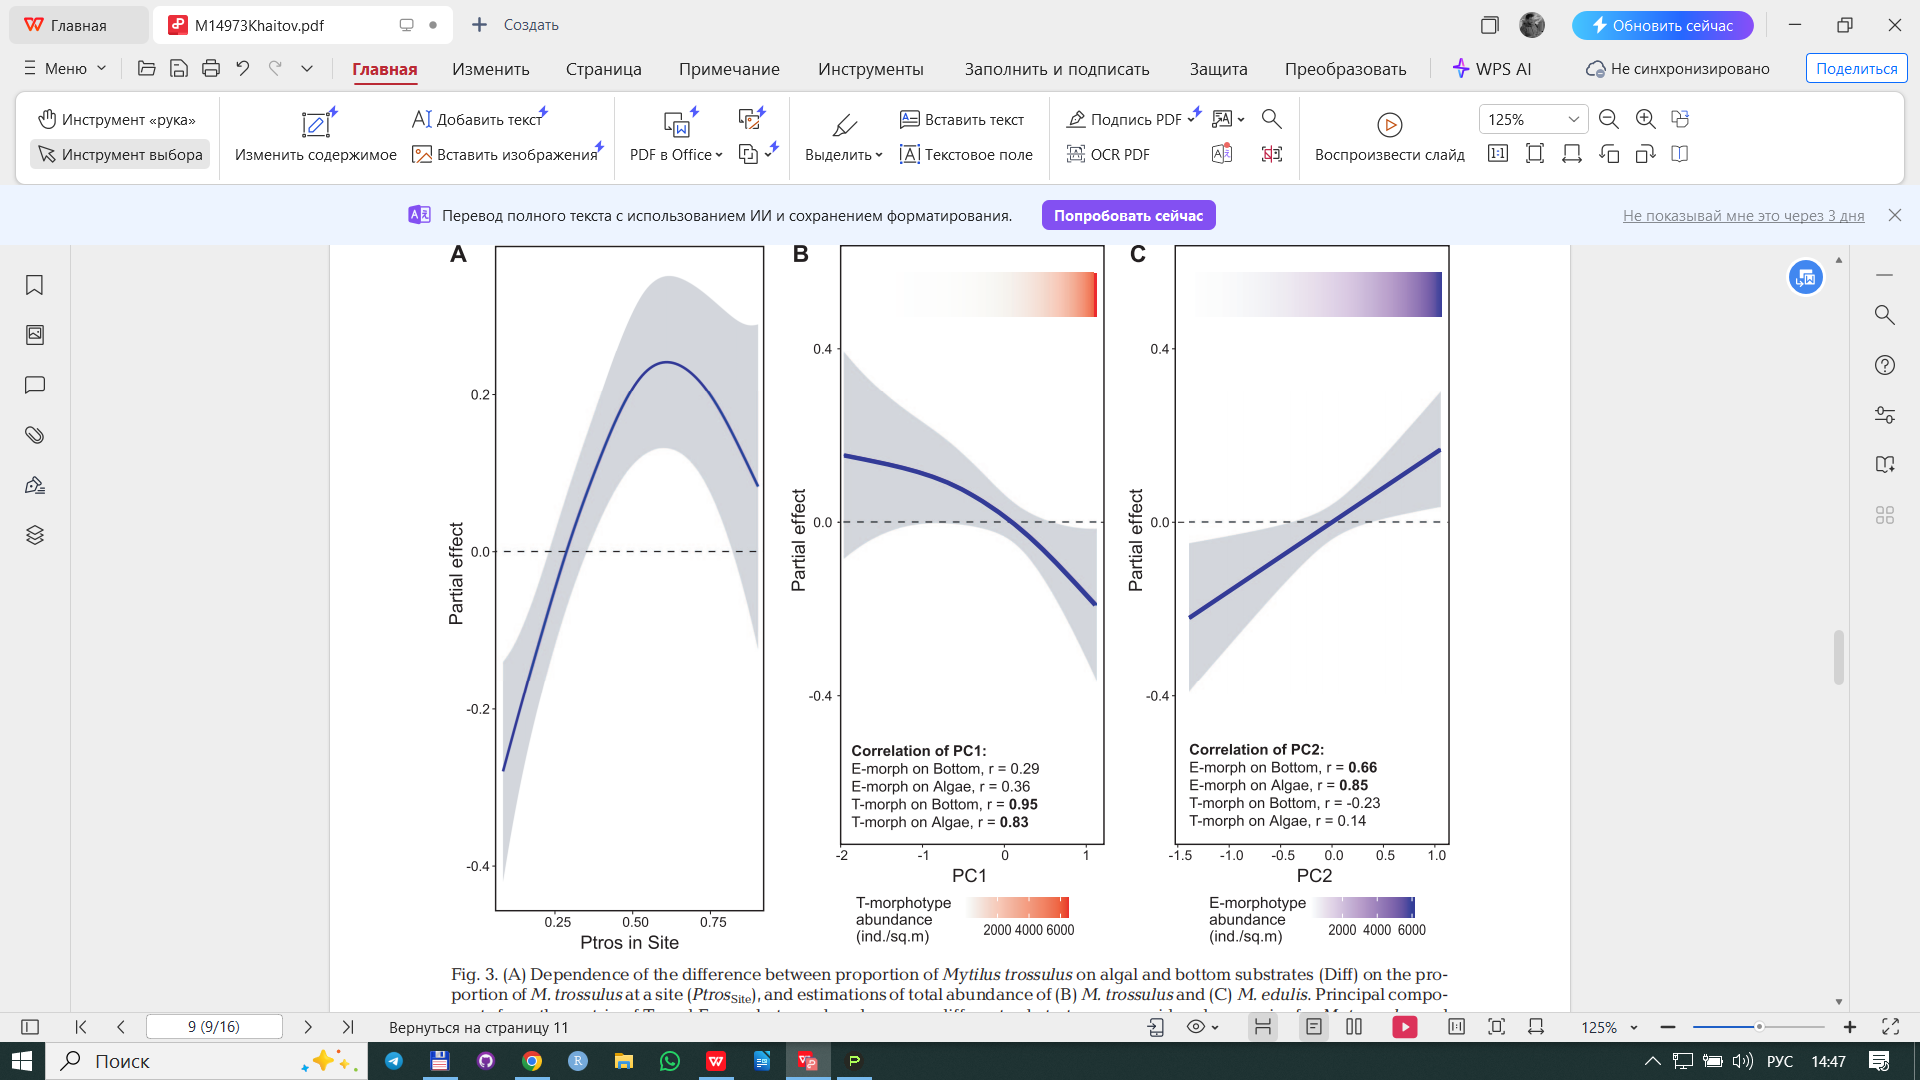 Главная
M14973Khaitov.pdf
Создать
Обновить сейчас
Меню
Главная
Изменить
Страница
Примечание
Инструменты
Заполнить и подписать
Защита
Преобразовать
WPS AI
Не синхронизировано
Поделиться
Инструмент «рука»
Инструмент выбора
Изменить содержимое
Добавить текст
Вставить изображения
PDF в Office
Выделить
Вставить текст
Текстовое поле
Подпись PDF
OCR PDF
Воспроизвести слайд
125%
Перевод полного текста с использованием ИИ и сохранением форматирования.
Попробовать сейчас
Не показывай мне это через 3 дня
A
Partial effect
0.2
0.0
-0.2
-0.4
0.25 0.50 0.75
Ptros in Site
B
Partial effect
0.4
0.0
-0.4
Correlation of PC1:
E-morph on Bottom, r = 0.29
E-morph on Algae, r = 0.36
T-morph on Bottom, r = 0.95
T-morph on Algae, r = 0.83
-2 -1 0 1
PC1
T-morphotype
abundance
(ind./sq.m)
2000 4000 6000
C
Partial effect
0.4
0.0
-0.4
Correlation of PC2:
E-morph on Bottom, r = 0.66
E-morph on Algae, r = 0.85
T-morph on Bottom, r = -0.23
T-morph on Algae, r = 0.14
-1.5 -1.0 -0.5 0.0 0.5 1.0
PC2
E-morphotype
abundance
(ind./sq.m)
2000 4000 6000
Fig. 3. (A) Dependence of the difference between proportion of Mytilus trossulus on algal and bottom substrates (Diff) on the pro-
portion of M. trossulus at a site (PtrosSite), and estimations of total abundance of (B) M. trossulus and (C) M. edulis. Principal compo-
9 (9/16)
Вернуться на страницу 11
125%
Поиск
РУС
14:47